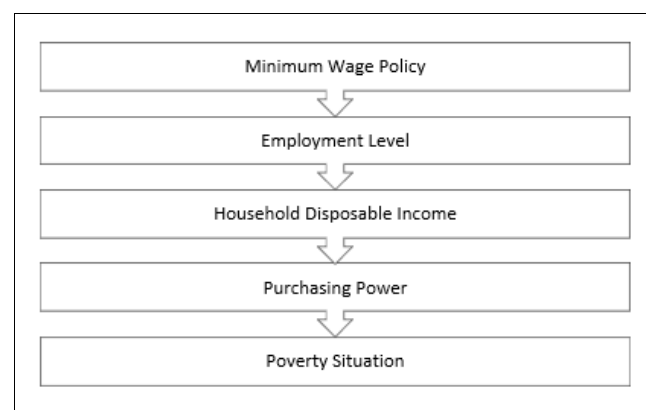 Minimum Wage Policy
Employment Level
Household Disposable Income
Purchasing Power
Poverty Situation